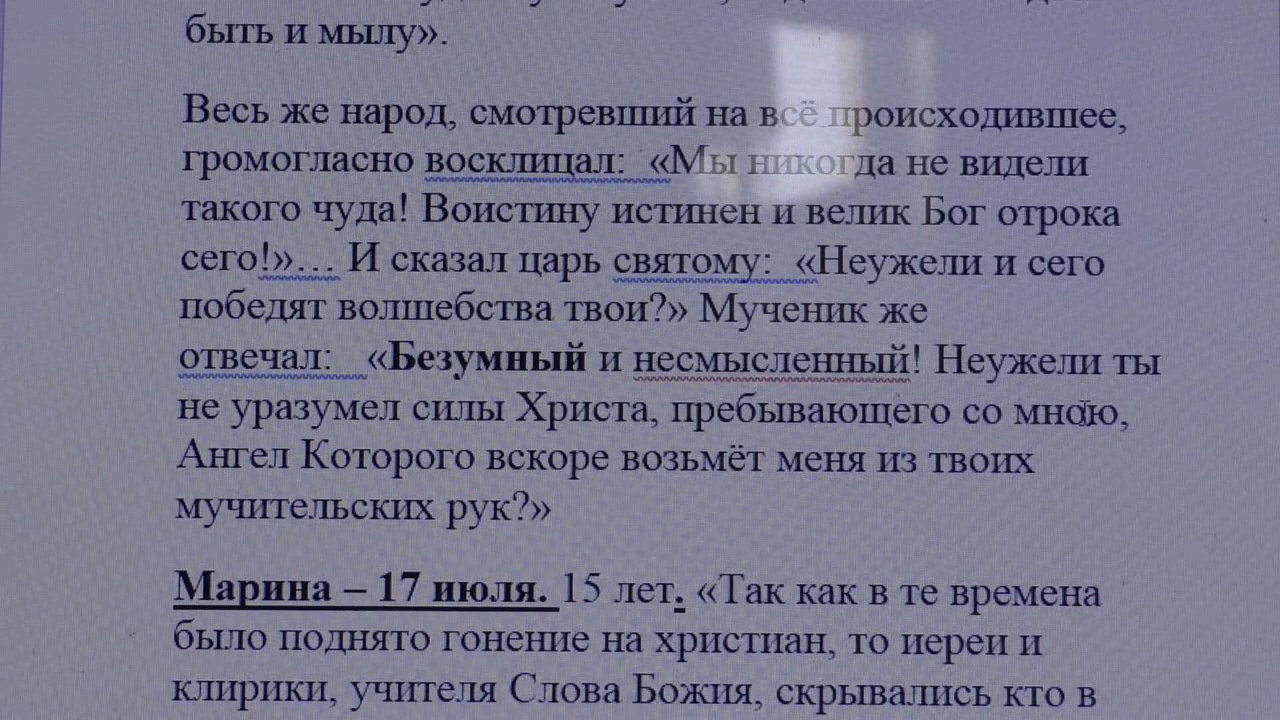 быть и мылу».
Весь же народ, смотревший на всё происходившее,
громогласно восклицал: «Мы никогда не видели
такого чуда! Воистину истинен и велик Бог отрока
сего!»… И сказал царь святому: «Неужели и сего
победят волшебства твои?» Мученик же
отвечал: «Безумный и несмысленный! Неужели ты
не уразумел силы Христа, пребывающего со мною,
Ангел Которого вскоре возьмёт меня из твоих
мучительских рук?»
Марина – 17 июля. 15 лет. «Так как в те времена
было поднято гонение на христиан, то иереи и
клирики, учителя Слова Божия, скрывались кто в